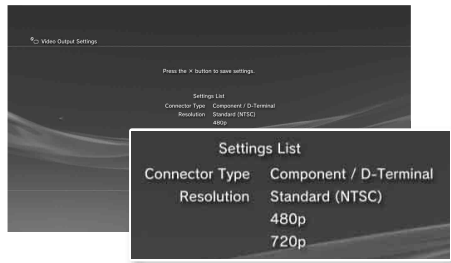 Video Output Settings
Press the × button to save settings.
Settings List
Connector Type Component / D-Terminal
Resolution Standard (NTSC)
480p
Settings List
Connector Type Component / D-Terminal
Resolution Standard (NTSC)
480p
720p